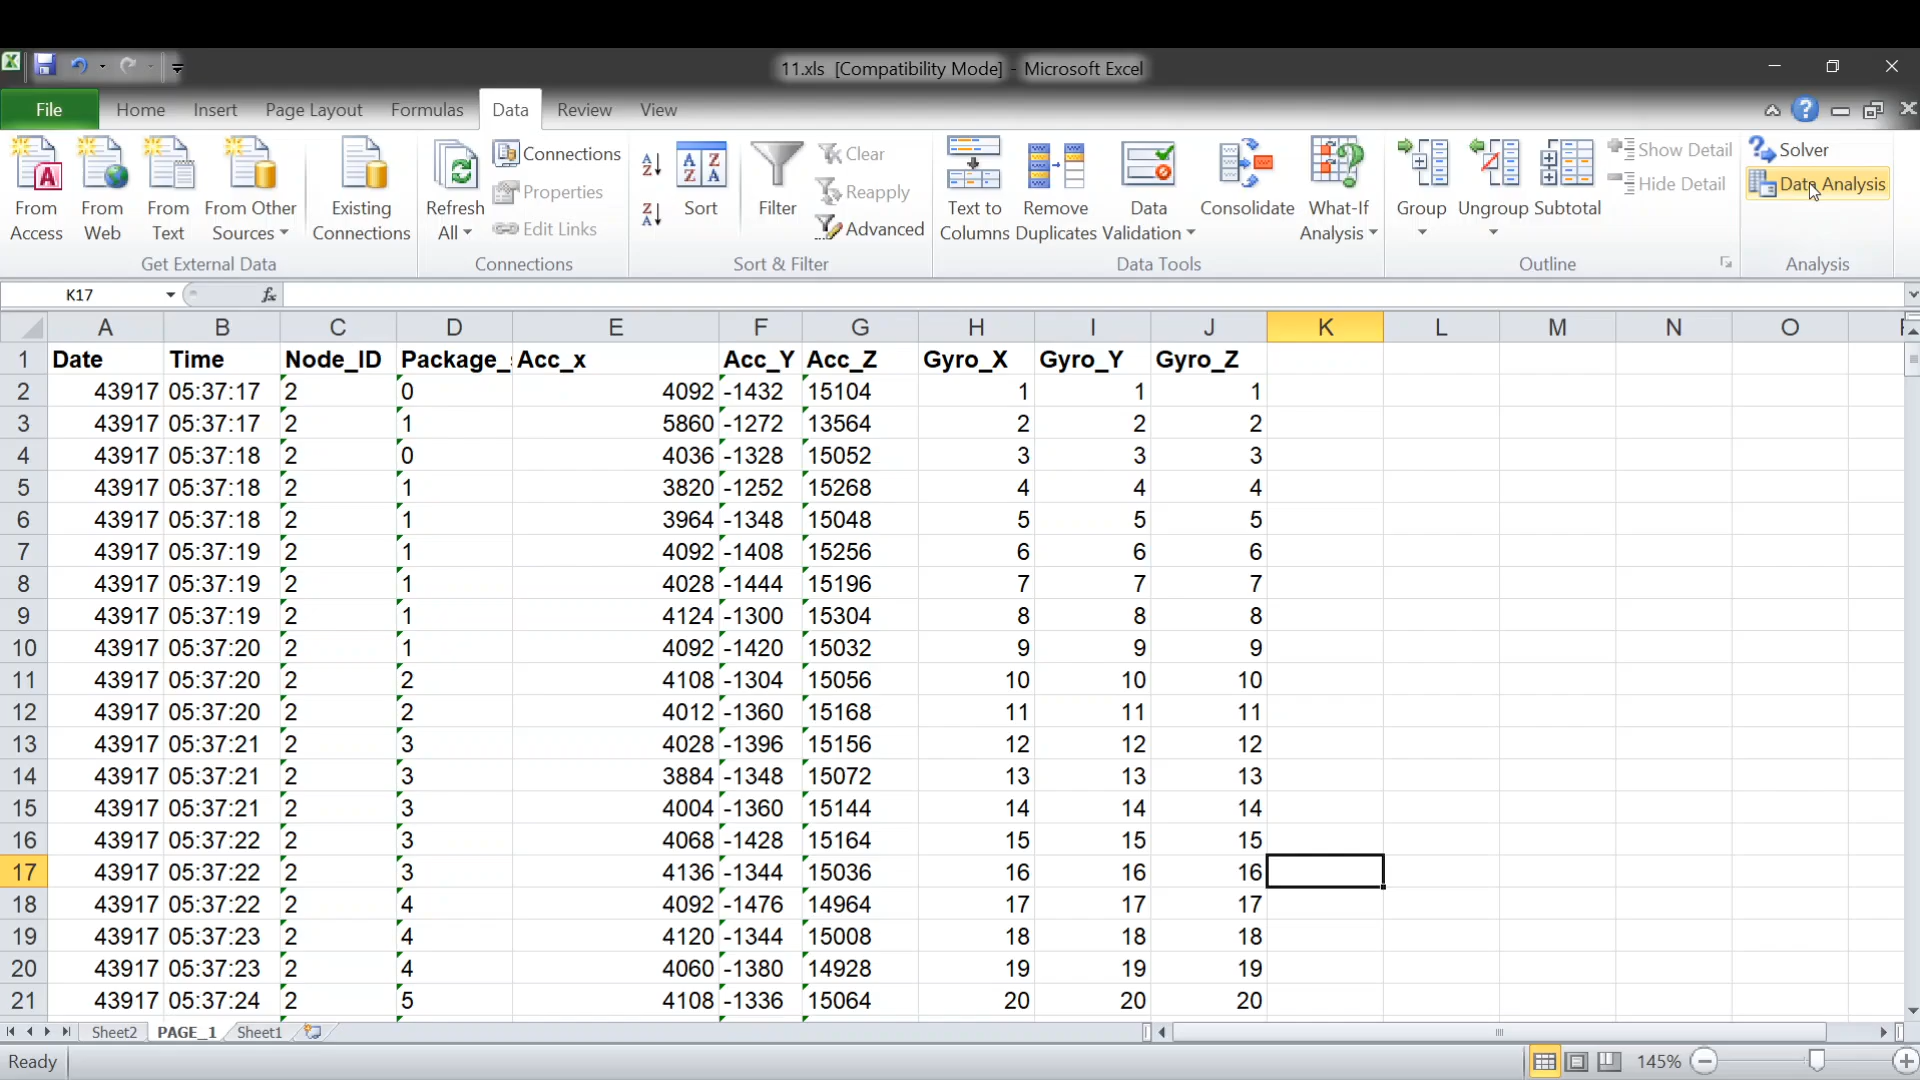 11.xls [Compatibility Mode] - Microsoft Excel
File Home Insert Page Layout Formulas Data Review View
From Access From Web From Text From Other Sources Existing Connections Refresh All Connections Properties Edit Links Sort Filter Clear Reapply Advanced Text to Columns Remove Duplicates Data Validation Consolidate What-If Analysis Group Ungroup Subtotal Show Detail Hide Detail Solver Data Analysis
Get External Data Connections Sort & Filter Data Tools Outline Analysis
K17 fx
A B C D E F G H I J K L M N O
1 Date Time Node_ID Package_ Acc_x Acc_Y Acc_Z Gyro_X Gyro_Y Gyro_Z
2 43917 05:37:17 2 0 4092 -1432 15104 1 1 1
3 43917 05:37:17 2 1 5860 -1272 13564 2 2 2
4 43917 05:37:18 2 0 4036 -1328 15052 3 3 3
5 43917 05:37:18 2 1 3820 -1252 15268 4 4 4
6 43917 05:37:18 2 1 3964 -1348 15048 5 5 5
7 43917 05:37:19 2 1 4092 -1408 15256 6 6 6
8 43917 05:37:19 2 1 4028 -1444 15196 7 7 7
9 43917 05:37:19 2 1 4124 -1300 15304 8 8 8
10 43917 05:37:20 2 1 4092 -1420 15032 9 9 9
11 43917 05:37:20 2 2 4108 -1304 15056 10 10 10
12 43917 05:37:20 2 2 4012 -1360 15168 11 11 11
13 43917 05:37:21 2 3 4028 -1396 15156 12 12 12
14 43917 05:37:21 2 3 3884 -1348 15072 13 13 13
15 43917 05:37:21 2 3 4004 -1360 15144 14 14 14
16 43917 05:37:22 2 3 4068 -1428 15164 15 15 15
17 43917 05:37:22 2 3 4136 -1344 15036 16 16 16
18 43917 05:37:22 2 4 4092 -1476 14964 17 17 17
19 43917 05:37:23 2 4 4120 -1344 15008 18 18 18
20 43917 05:37:23 2 4 4060 -1380 14928 19 19 19
21 43917 05:37:24 2 5 4108 -1336 15064 20 20 20
Sheet2 PAGE_1 Sheet1
Ready 145%